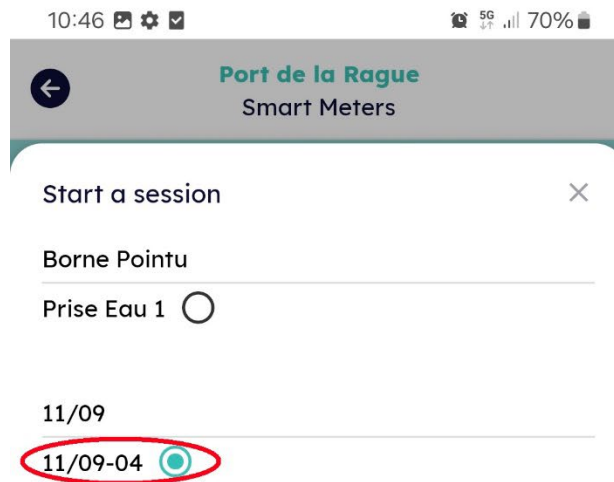 10:46 5G 70%
Port de la Rague
Smart Meters
Start a session
Borne Pointu
Prise Eau 1
11/09
11/09-04